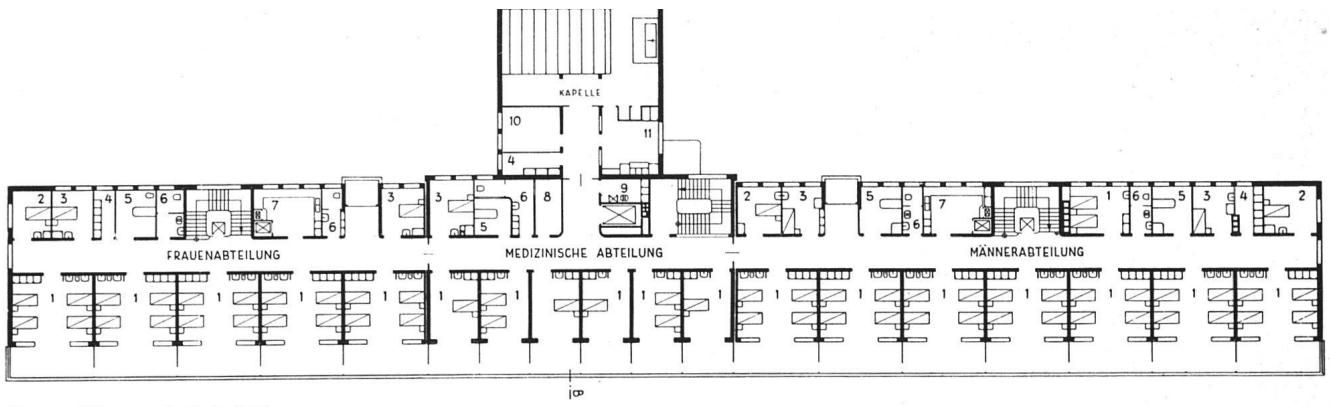 KAPELLE
10 11
4
9
2 3 4 5 6 7 3 3 6 8 2 3 5 7 1 6 5 3 4 2
6 5 6
FRAUENABTEILUNG MEDIZINISCHE ABTEILUNG MÄNNERABTEILUNG
1 1 1 1 1 1 1 1 1 1 1 1 1 1 1 1